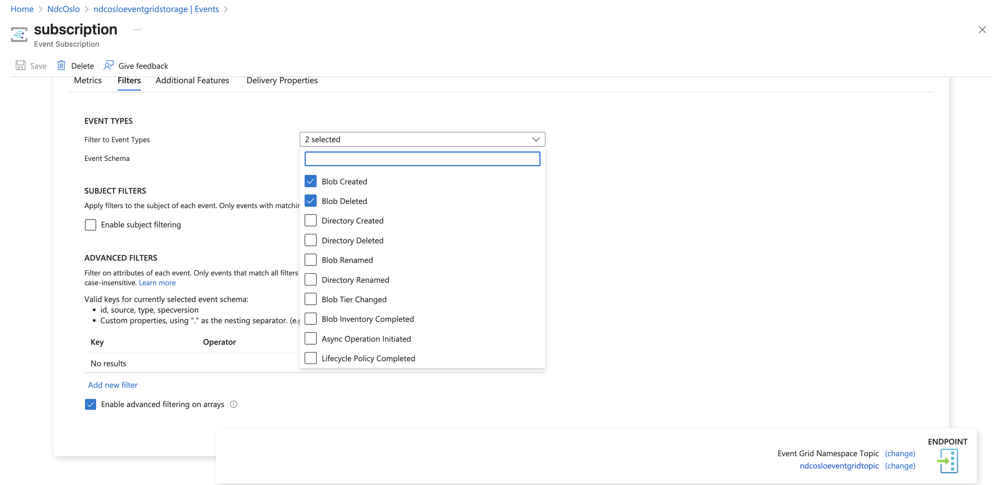 Home > NdcOslo > ndcosloeventgridstorage | Events >
subscription ...
Event Subscription
Save Delete Give feedback
Metrics Filters Additional Features Delivery Properties
EVENT TYPES
Filter to Event Types 2 selected
Event Schema
Blob Created
Blob Deleted
Directory Created
Directory Deleted
Blob Renamed
Directory Renamed
Blob Tier Changed
Blob Inventory Completed
Async Operation Initiated
Lifecycle Policy Completed
SUBJECT FILTERS
Apply filters to the subject of each event. Only events with
Enable subject filtering
ADVANCED FILTERS
Filter on attributes of each event. Only events that match all filters
case-insensitive. Learn more
Valid keys for currently selected event schema:
• id, source, type, specversion
• Custom properties, using "." as the nesting separator.
Key Operator
No results
Add new filter
Enable advanced filtering on arrays
ENDPOINT
Event Grid Namespace Topic (change)
ndcosloeventgridtopic (change)